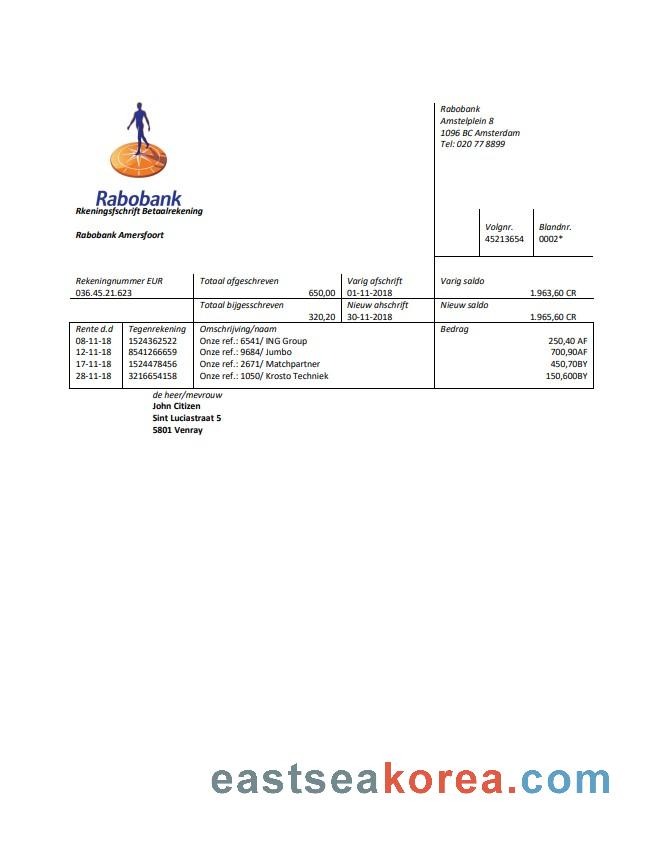 Rabobank
Amstelplein 8
1096 BC Amsterdam
Tel: 020 77 8899
Rabobank
Rkeningsfschrift Betaalrekening
Rabobank Amersfoort
Volgnr. Blandnr.
45213654 0002*
Rekeningnummer EUR Totaal afgeschreven Varig afschrift Varig saldo
036.45.21.623 650,00 01-11-2018 1.963,60 CR
Totaal bijgesschreven Nieuw ahschrift Nieuw saldo
320,20 30-11-2018 1.965,60 CR
Rente d.d Tegenrekening Omschrijving/naam Bedrag
08-11-18 1524362522 Onze ref.: 6541/ ING Group 250,40 AF
12-11-18 8541266659 Onze ref.: 9684/ Jumbo 700,90AF
17-11-18 1524478456 Onze ref.: 2671/ Matchpartner 450,70BY
28-11-18 3216654158 Onze ref.: 1050/ Krosto Techniek 150,600BY
de heer/mevrouw
John Citizen
Sint Luciastraat 5
5801 Venray
eastseakorea.com